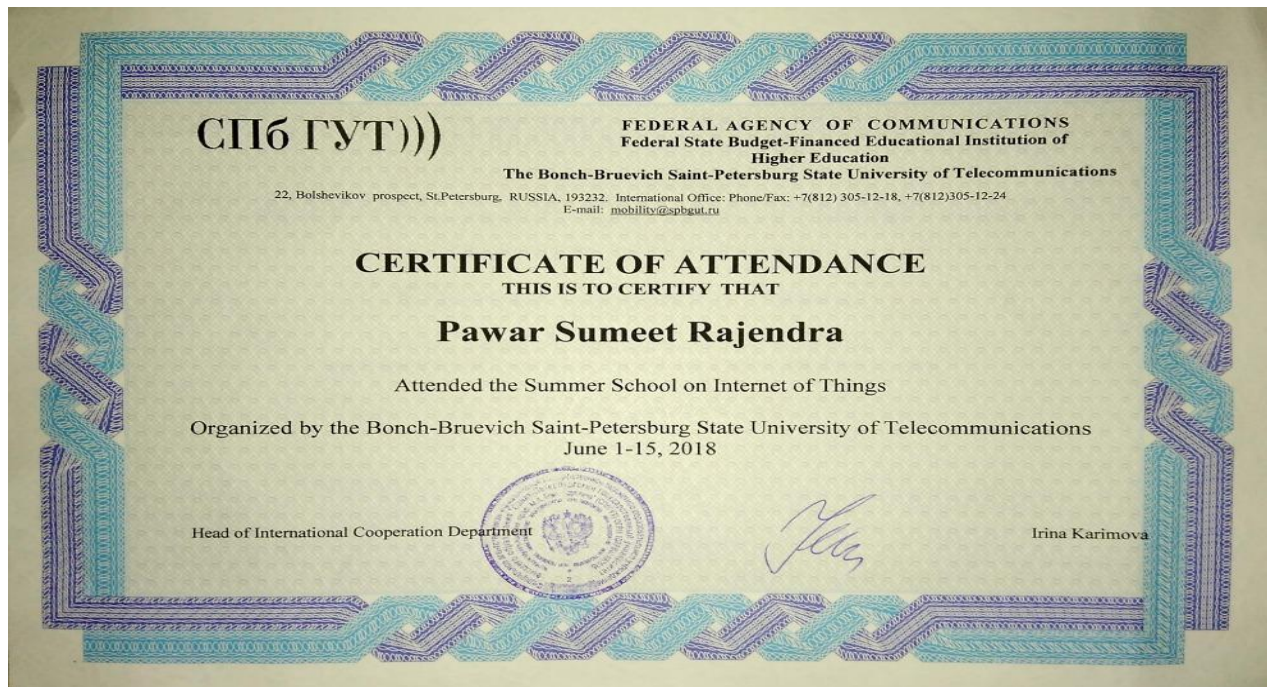 СПб ГУТ)))
FEDERAL AGENCY OF COMMUNICATIONS
Federal State Budget-Financed Educational Institution of
Higher Education
The Bonch-Bruevich Saint-Petersburg State University of Telecommunications
22, Bolshevikov prospect, St.Petersburg, RUSSIA, 193232. International Office: Phone/Fax: +7(812) 305-12-18, +7(812)305-12-24
E-mail: mobility@spbgut.ru
CERTIFICATE OF ATTENDANCE
THIS IS TO CERTIFY THAT
Pawar Sumeet Rajendra
Attended the Summer School on Internet of Things
Organized by the Bonch-Bruevich Saint-Petersburg State University of Telecommunications
June 1-15, 2018
Head of International Cooperation Department
Irina Karimova